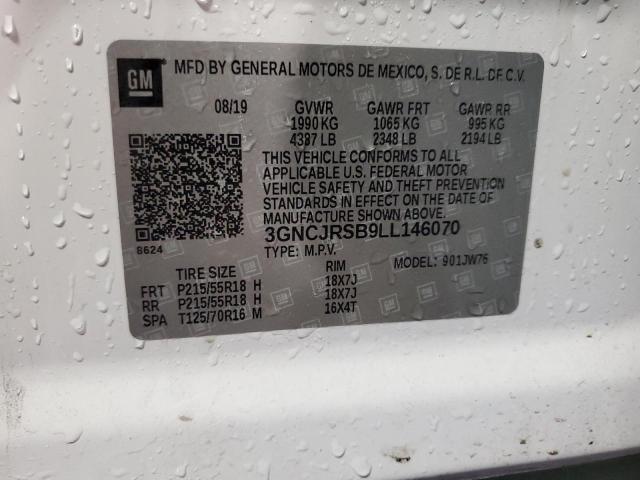 GM MFD BY GENERAL MOTORS DE MEXICO, S. DE R.L. DE C.V.
08/19 GVWR GAWR FRT GAWR RR
1990 KG 1065 KG 995 KG
4387 LB 2348 LB 2194 LB
THIS VEHICLE CONFORMS TO ALL
APPLICABLE U.S. FEDERAL MOTOR
VEHICLE SAFETY AND THEFT PREVENTION
STANDARDS IN EFFECT ON THE DATE OF
MANUFACTURE SHOWN ABOVE.
3GNCJRSB9LL146070
8624 TYPE: M.P.V. MODEL: 901JW76
TIRE SIZE RIM
FRT P215/55R18 H 18X7J
RR P215/55R18 H 18X7J
SPA T125/70R16 M 16X4T